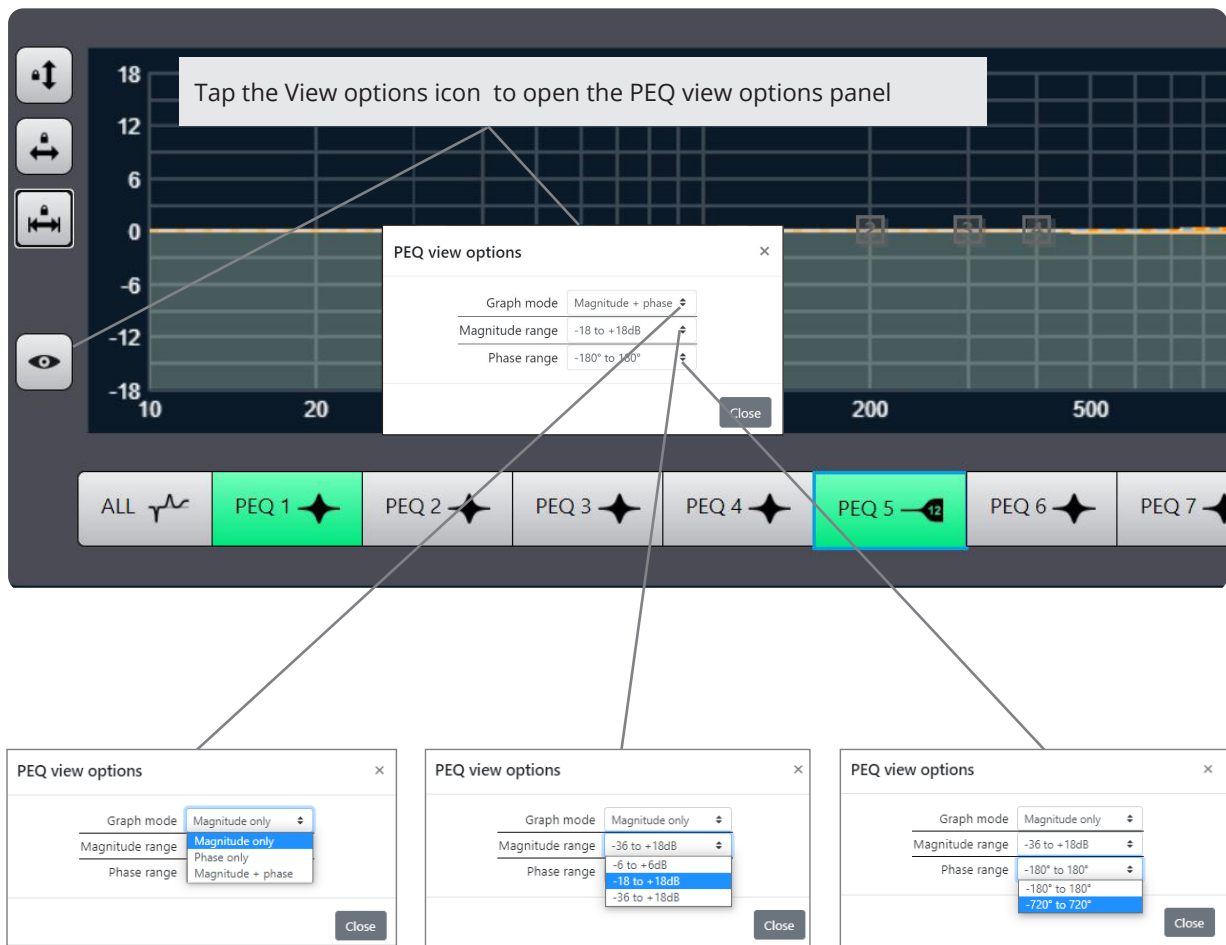 Tap the View options icon  to open the PEQ view options panel
18
12
6
0
-6
-12
-18
10
20
200
500
2
3
4
PEQ view options ×
Graph mode Magnitude + phase
Magnitude range -18 to +18dB
Phase range -180° to 180°
Close
ALL PEQ 1 PEQ 2 PEQ 3 PEQ 4 PEQ 5 12 PEQ 6 PEQ 7
PEQ view options ×
Graph mode Magnitude only
Magnitude range Magnitude only
Phase only
Phase range Magnitude + phase
Close
PEQ view options ×
Graph mode Magnitude only
Magnitude range -36 to +18dB
Phase range -6 to +6dB
-18 to +18dB
-36 to +18dB
Close
PEQ view options ×
Graph mode Magnitude only
Magnitude range -36 to +18dB
Phase range -180° to 180°
-180° to 180°
-720° to 720°
Close